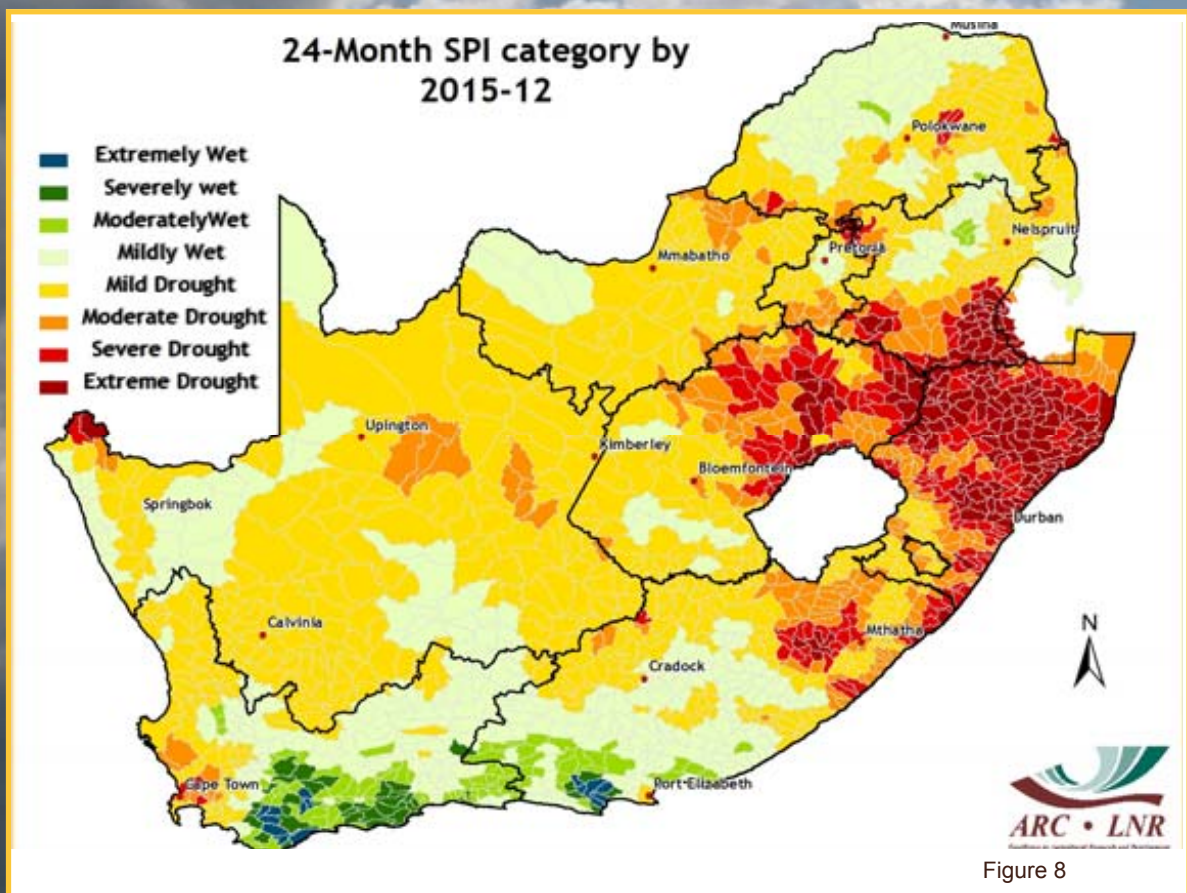 24-Month SPI category by
2015-12
Extremely Wet
Severely wet
ModeratelyWet
Mildly Wet
Mild Drought
Moderate Drought
Severe Drought
Extreme Drought
Musina
Polokwane
Nelspruit
Pretoria
Mmabatho
Upington
Kimberley
Bloemfontein
Springbok
Durban
Calvinia
Mthatha
Cradock
N
Cape Town
Port-Elizabeth
ARC • LNR
Figure 8